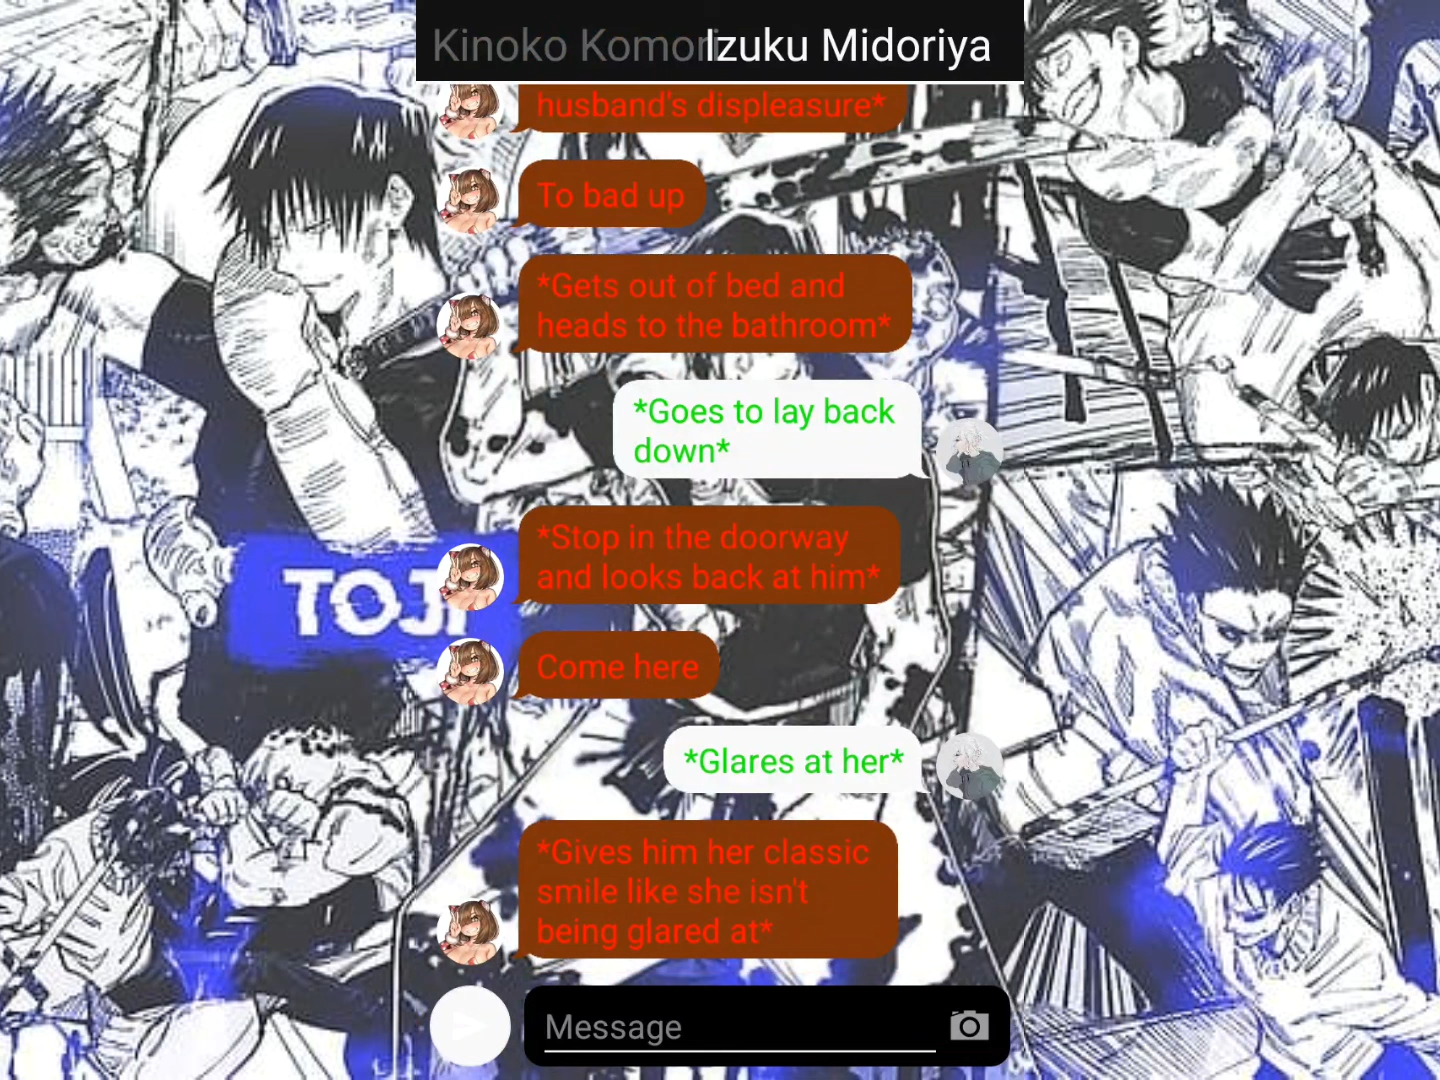 Kinoko Komori
Izuku Midoriya
husband's displeasure*
To bad up
*Gets out of bed and
heads to the bathroom*
*Goes to lay back
down*
*Stop in the doorway
and looks back at him*
TOJI
Come here
*Glares at her*
*Gives him her classic
smile like she isn't
being glared at*
Message